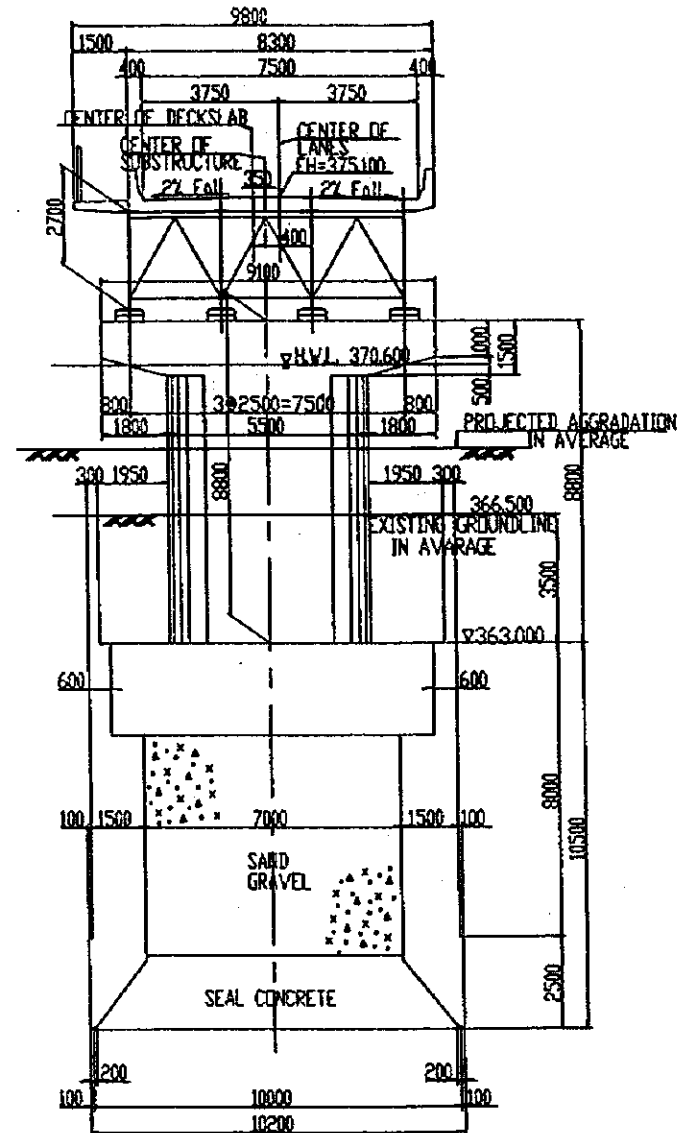 9800
1500 8300
400 7500 400
3750 3750
CENTER OF DECKSLAB
CENTER OF
SUBSTRUCTURE
CENTER OF
LANES
FH=375.100
350
2% Fall 2% Fall
2700
400
9100
H.W.L. 370.600
1000
1500
500
800 3@2500=7500 800
1800 5500 1800
PROJECTED AGGRADATION
IN AVERAGE
300 1950 1950 300
8800
8800
366.500
EXISTING GROUNDLINE
IN AVARAGE
3500
363.000
600 600
100 1500 7000 1500 100
8000
10500
SAND
GRAVEL
SEAL CONCRETE
2500
200 200
100 10000 100
10200